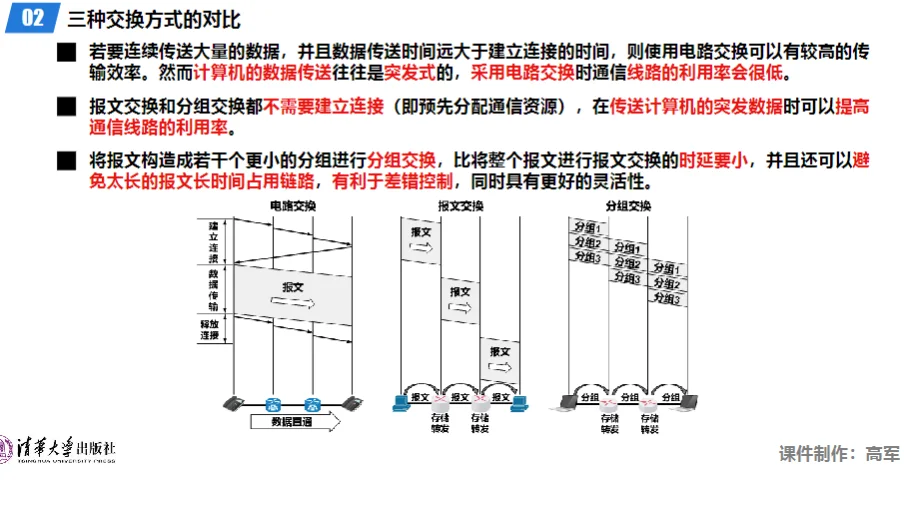 02 三种交换方式的对比
若要连续传送大量的数据，并且数据传送时间远大于建立连接的时间，则使用电路交换可以有较高的传
输效率。然而计算机的数据传送往往是突发式的，采用电路交换时通信线路的利用率会很低。
报文交换和分组交换都不需要建立连接（即预先分配通信资源），在传送计算机的突发数据时可以提高
通信线路的利用率。
将报文构造成若干个更小的分组进行分组交换，比将整个报文进行报文交换的时延要小，并且还可以避
免太长的报文长时间占用链路，有利于差错控制，同时具有更好的灵活性。
电路交换
建立连接
数据传输
释放连接
报文
数据直通
报文交换
报文
报文
报文
报文 报文 报文
存储转发 存储转发
分组交换
分组1
分组2 分组1
分组3 分组2 分组1
分组3 分组2
分组3
分组 分组 分组
存储转发 存储转发
清华大学出版社
TSINGHUA UNIVERSITY PRESS
课件制作：高军